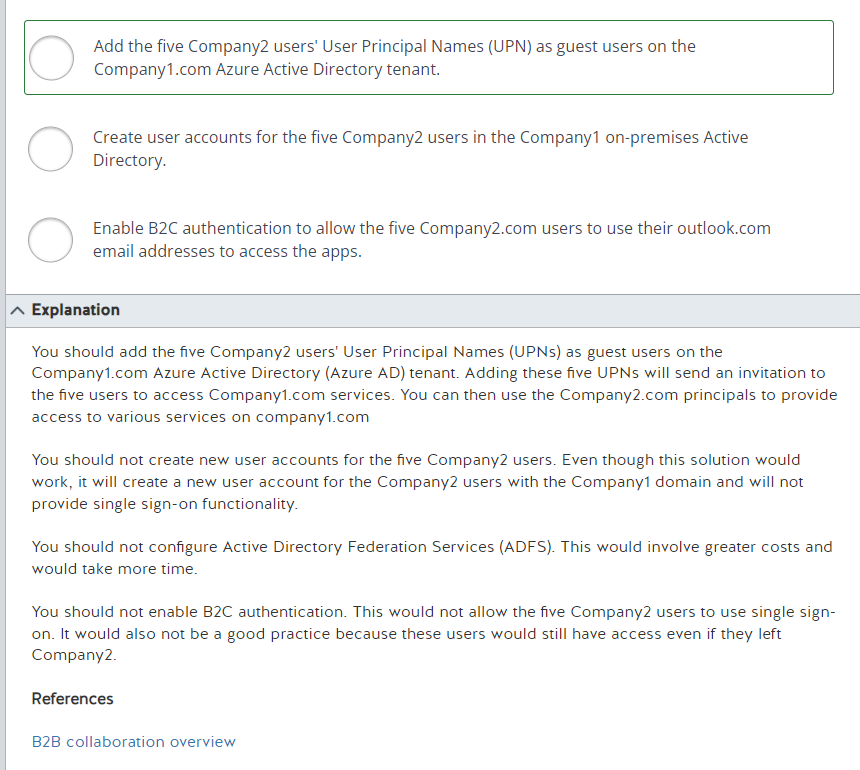 Add the five Company2 users' User Principal Names (UPN) as guest users on the
Company1.com Azure Active Directory tenant.
Create user accounts for the five Company2 users in the Company1 on-premises Active
Directory.
Enable B2C authentication to allow the five Company2.com users to use their outlook.com
email addresses to access the apps.
Explanation
You should add the five Company2 users' User Principal Names (UPNs) as guest users on the
Company1.com Azure Active Directory (Azure AD) tenant. Adding these five UPNs will send an invitation to
the five users to access Company1.com services. You can then use the Company2.com principals to provide
access to various services on company1.com
You should not create new user accounts for the five Company2 users. Even though this solution would
work, it will create a new user account for the Company2 users with the Company1 domain and will not
provide single sign-on functionality.
You should not configure Active Directory Federation Services (ADFS). This would involve greater costs and
would take more time.
You should not enable B2C authentication. This would not allow the five Company2 users to use single sign-
on. It would also not be a good practice because these users would still have access even if they left
Company2.
References
B2B collaboration overview